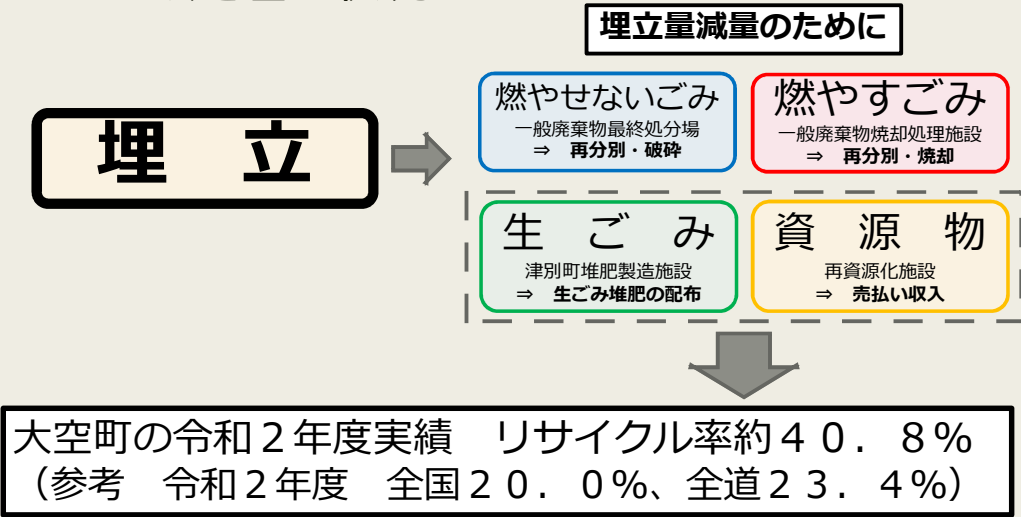 埋立量減量のために
埋　立
燃やせないごみ
一般廃棄物最終処分場
⇒　再分別・破砕
燃やすごみ
一般廃棄物焼却処理施設
⇒　再分別・焼却
生　ご　み
津別町堆肥製造施設
⇒　生ごみ堆肥の配布
資　源　物
再資源化施設
⇒　売払い収入
大空町の令和２年度実績　リサイクル率約４０．８％
（参考　令和２年度　全国２０．０％、全道２３．４％）